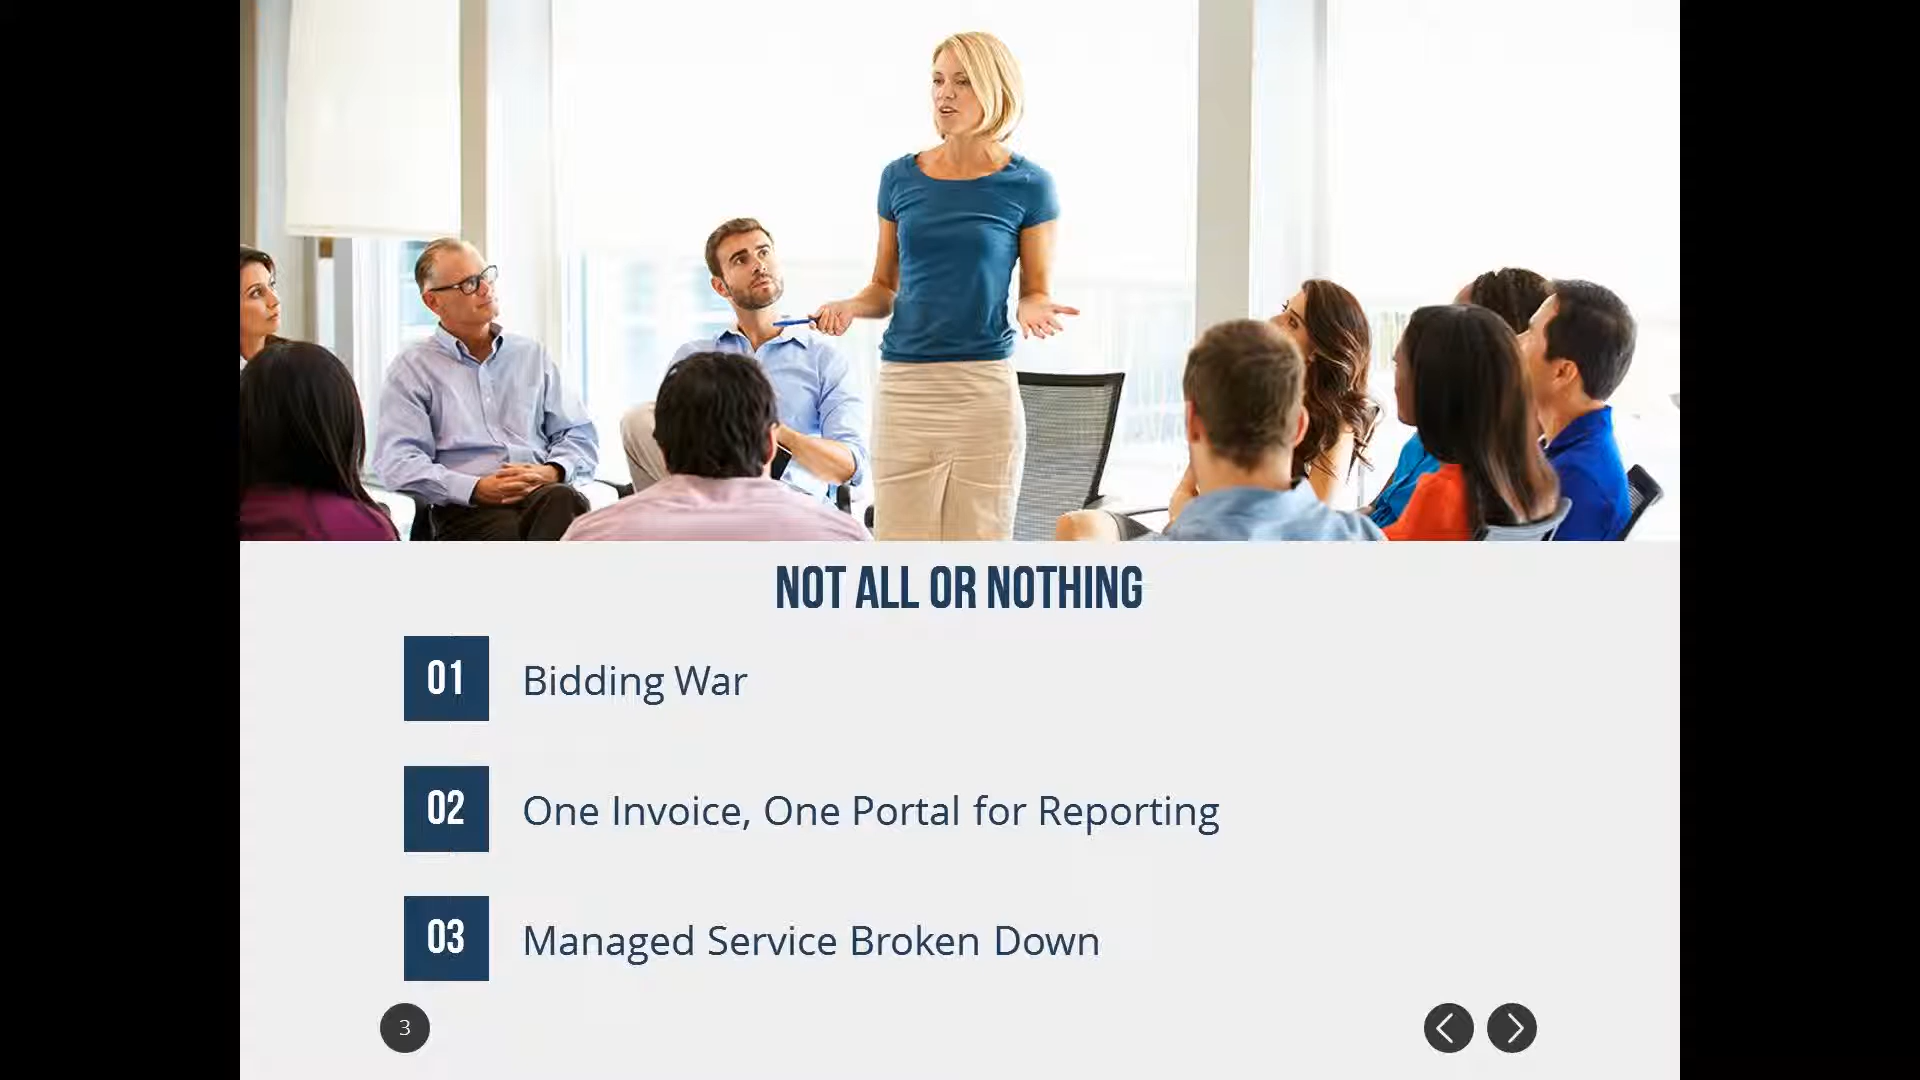 NOT ALL OR NOTHING
01 Bidding War
02 One Invoice, One Portal for Reporting
03 Managed Service Broken Down
3